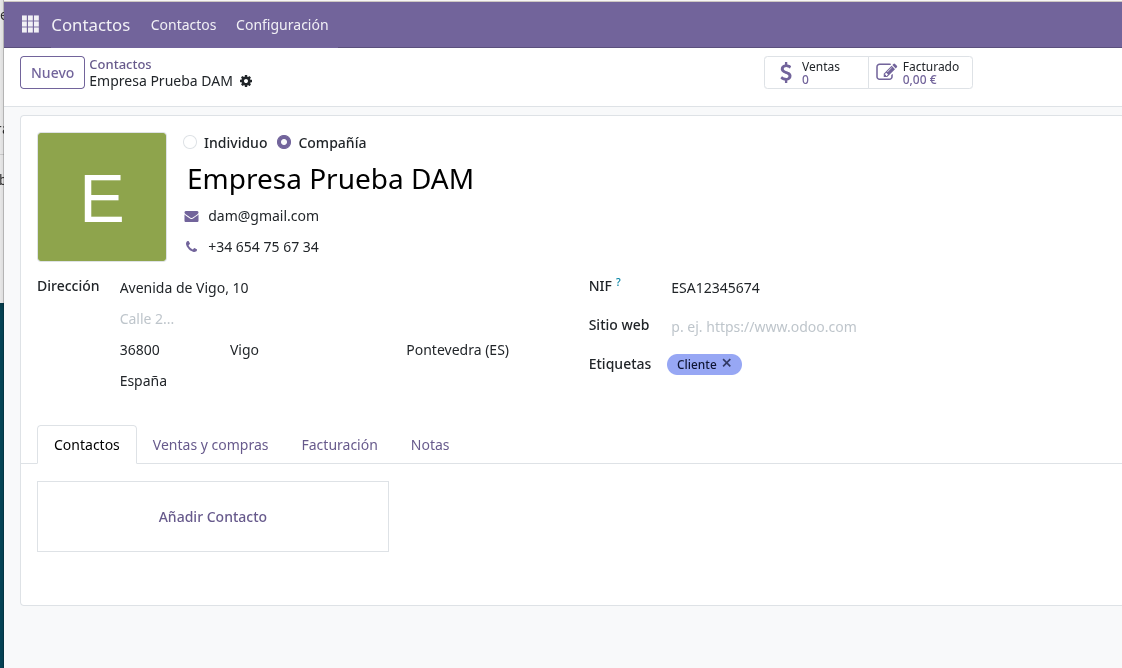 Contactos Contactos Configuración
Nuevo
Contactos
Empresa Prueba DAM
Ventas
0
Facturado
0,00 €
E
Individuo Compañía
Empresa Prueba DAM
dam@gmail.com
+34 654 75 67 34
Dirección
Avenida de Vigo, 10
Calle 2...
36800 Vigo Pontevedra (ES)
España
NIF ? ESA12345674
Sitio web p. ej. https://www.odoo.com
Etiquetas Cliente ✕
Contactos Ventas y compras Facturación Notas
Añadir Contacto